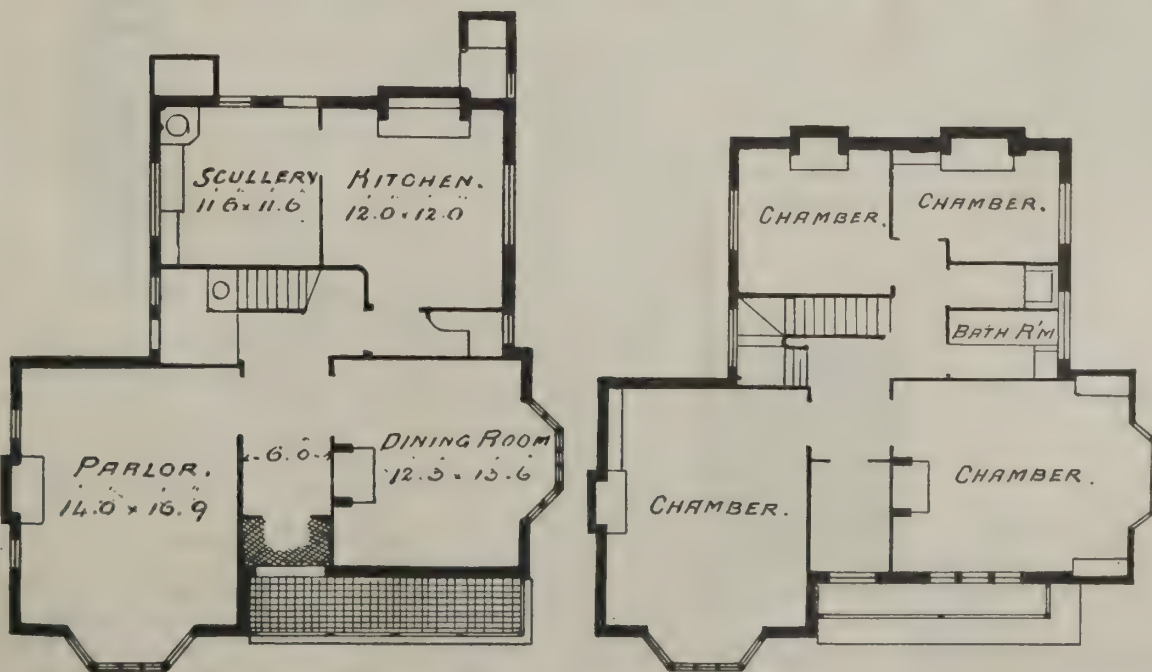 SCULLERY
11.6 × 11.6
KITCHEN.
12.0 × 12.0
PARLOR.
14.0 × 16.9
6.0
DINING ROOM
12.3 × 13.6
CHAMBER.
CHAMBER.
BATH R'M
CHAMBER.
CHAMBER.